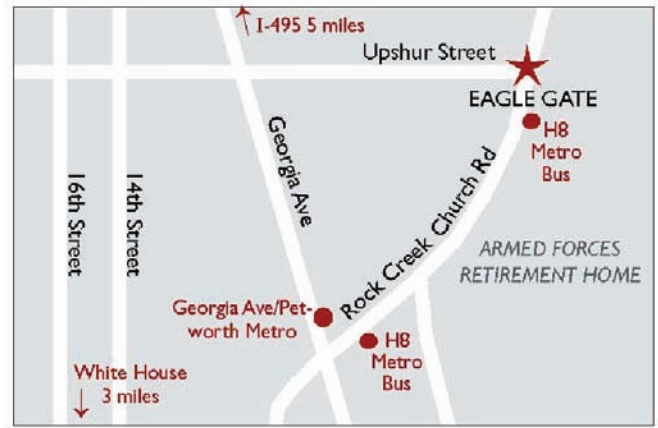 I-495 5 miles
Upshur Street
EAGLE GATE
H8
Metro
Bus
Georgia Ave
Rock Creek Church Rd
16th Street
14th Street
ARMED FORCES
RETIREMENT HOME
Georgia Ave/Pet-
worth Metro
H8
Metro
Bus
White House
3 miles